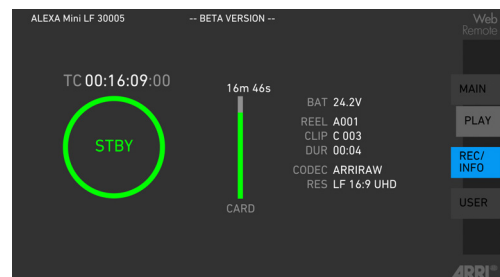 ALEXA Mini LF 30005
-- BETA VERSION --
Web
Remote
TC 00:16:09:00
STBY
16m 46s
CARD
BAT 24.2V
REEL A001
CLIP C 003
DUR 00:04
CODEC ARRIRAW
RES LF 16:9 UHD
MAIN
PLAY
REC/
INFO
USER
ARRI